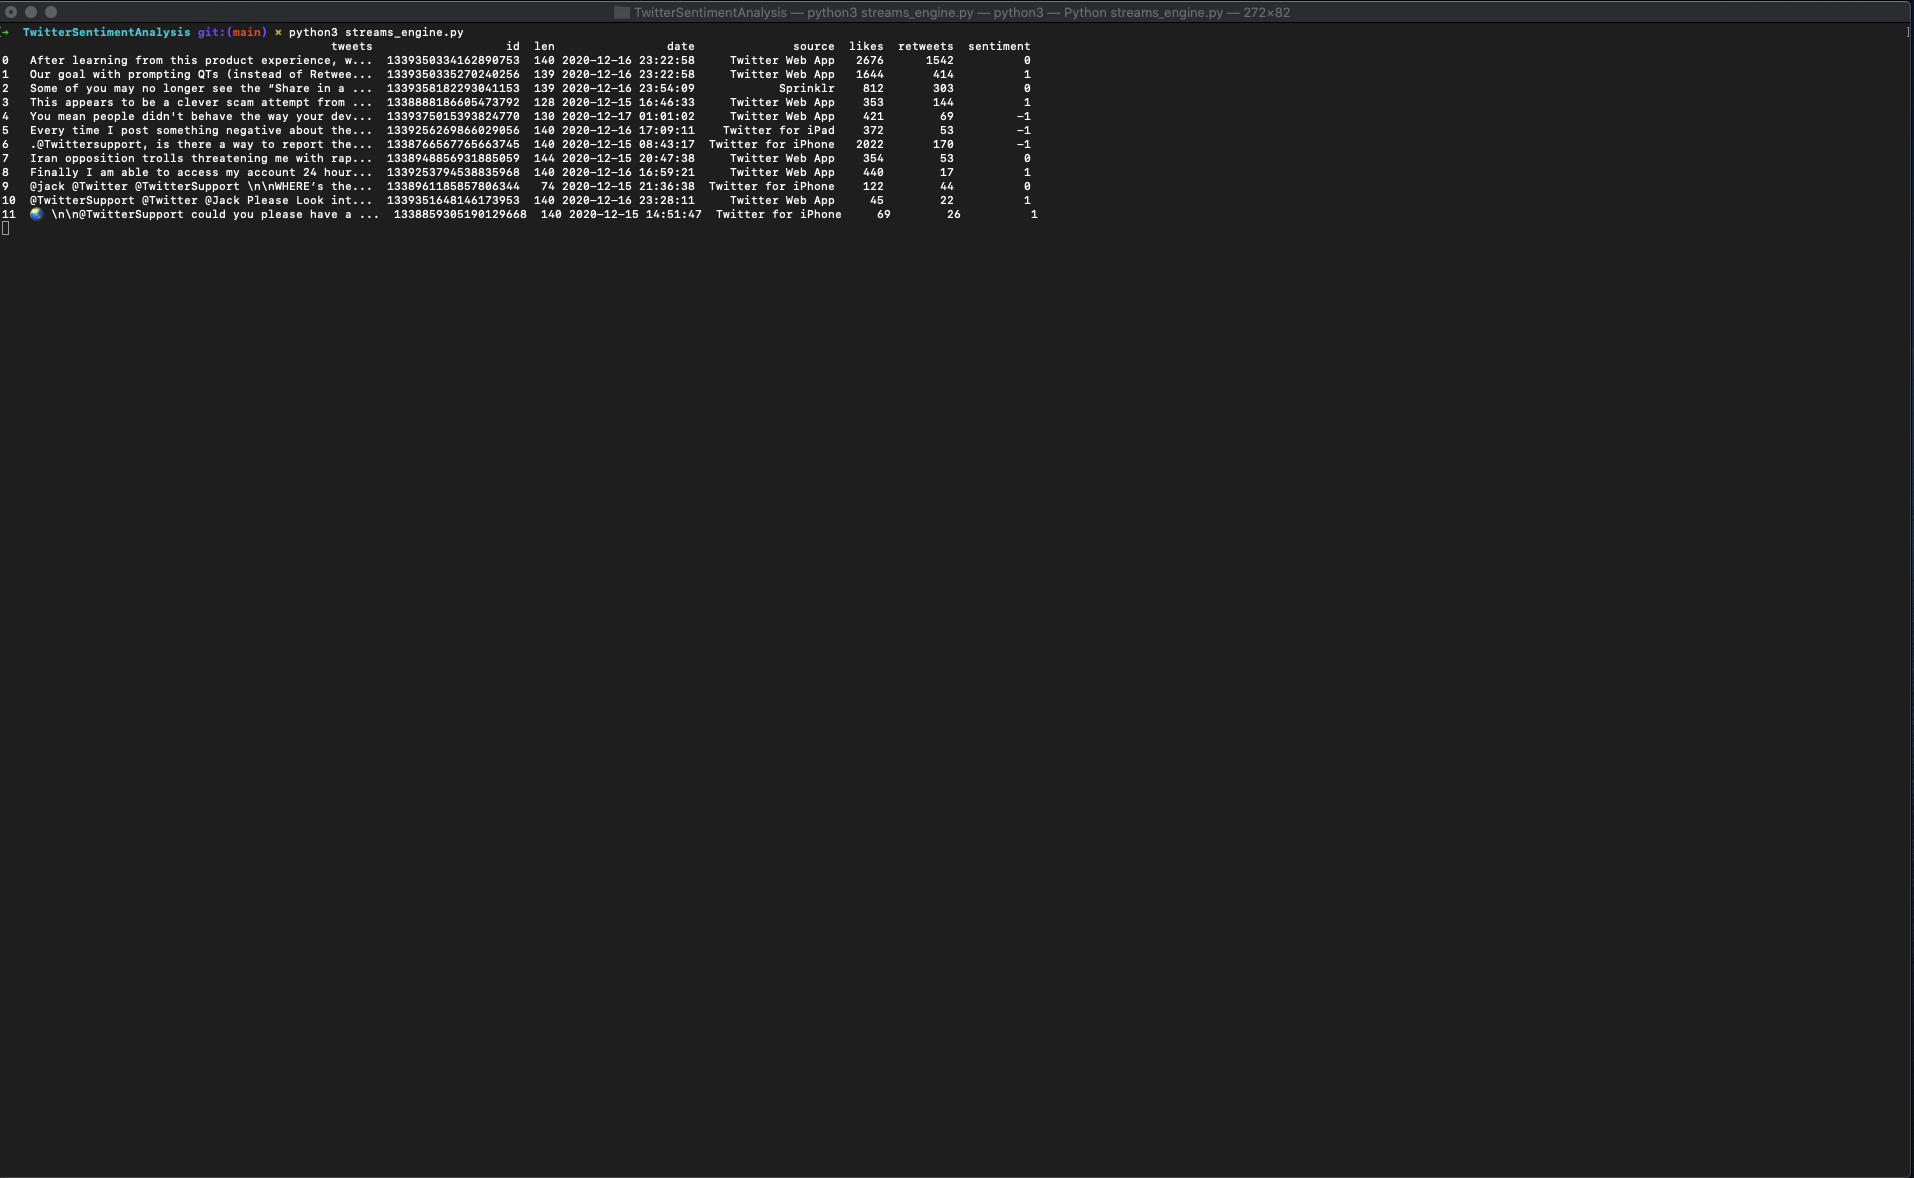 TwitterSentimentAnalysis — python3 streams_engine.py — python3 — Python streams_engine.py — 272×82
→ TwitterSentimentAnalysis git:(main) × python3 streams_engine.py
tweets id len date source likes retweets sentiment
0 After learning from this product experience, w... 1339350334162890753 140 2020-12-16 23:22:58 Twitter Web App 2676 1542 0
1 Our goal with prompting QTs (instead of Retwee... 1339350335270240256 139 2020-12-16 23:22:58 Twitter Web App 1644 414 1
2 Some of you may no longer see the “Share in a ... 1339358182293041153 139 2020-12-16 23:54:09 Sprinklr 812 303 0
3 This appears to be a clever scam attempt from ... 1338888186605473792 128 2020-12-15 16:46:33 Twitter Web App 353 144 1
4 You mean people didn't behave the way your dev... 1339375015393824770 130 2020-12-17 01:01:02 Twitter Web App 421 69 -1
5 Every time I post something negative about the... 1339256269866029056 140 2020-12-16 17:09:11 Twitter for iPad 372 53 -1
6 .@Twittersupport, is there a way to report the... 1338766567765663745 140 2020-12-15 08:43:17 Twitter for iPhone 2022 170 -1
7 Iran opposition trolls threatening me with rap... 1338948856931885059 144 2020-12-15 20:47:38 Twitter Web App 354 53 0
8 Finally I am able to access my account 24 hour... 1339253794538835968 140 2020-12-16 16:59:21 Twitter Web App 440 17 1
9 @jack @Twitter @TwitterSupport \n\nWHERE’s the... 1338961185857806344 74 2020-12-15 21:36:38 Twitter for iPhone 122 44 0
10 @TwitterSupport @Twitter @Jack Please Look int... 1339351648146173953 140 2020-12-16 23:28:11 Twitter Web App 45 22 1
11 🌏 \n\n@TwitterSupport could you please have a ... 1338859305190129668 140 2020-12-15 14:51:47 Twitter for iPhone 69 26 1